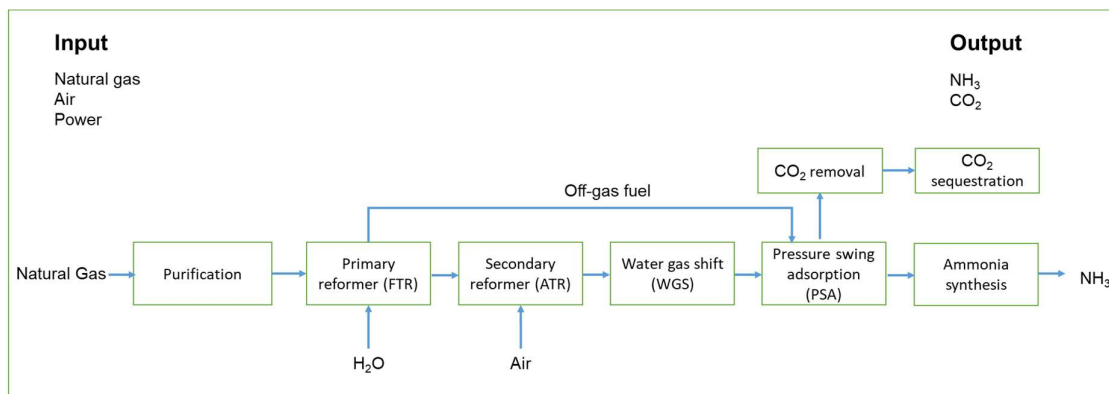 Input
Output
Natural gas
Air
Power
NH₃
CO₂
CO₂ removal
CO₂
sequestration
Off-gas fuel
Natural Gas
Purification
Primary
reformer (FTR)
Secondary
reformer (ATR)
Water gas shift
(WGS)
Pressure swing
adsorption
(PSA)
Ammonia
synthesis
NH₃
H₂O
Air